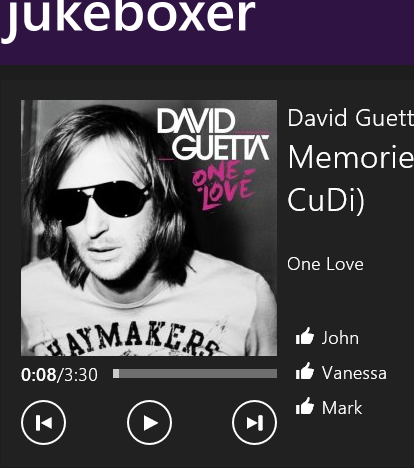 jukeboxer
DAVID
GUETTA
ONE
LOVE
HAYMAKERS
David Guett
Memorie
CuDi)
One Love
John
Vanessa
Mark
0:08/3:30